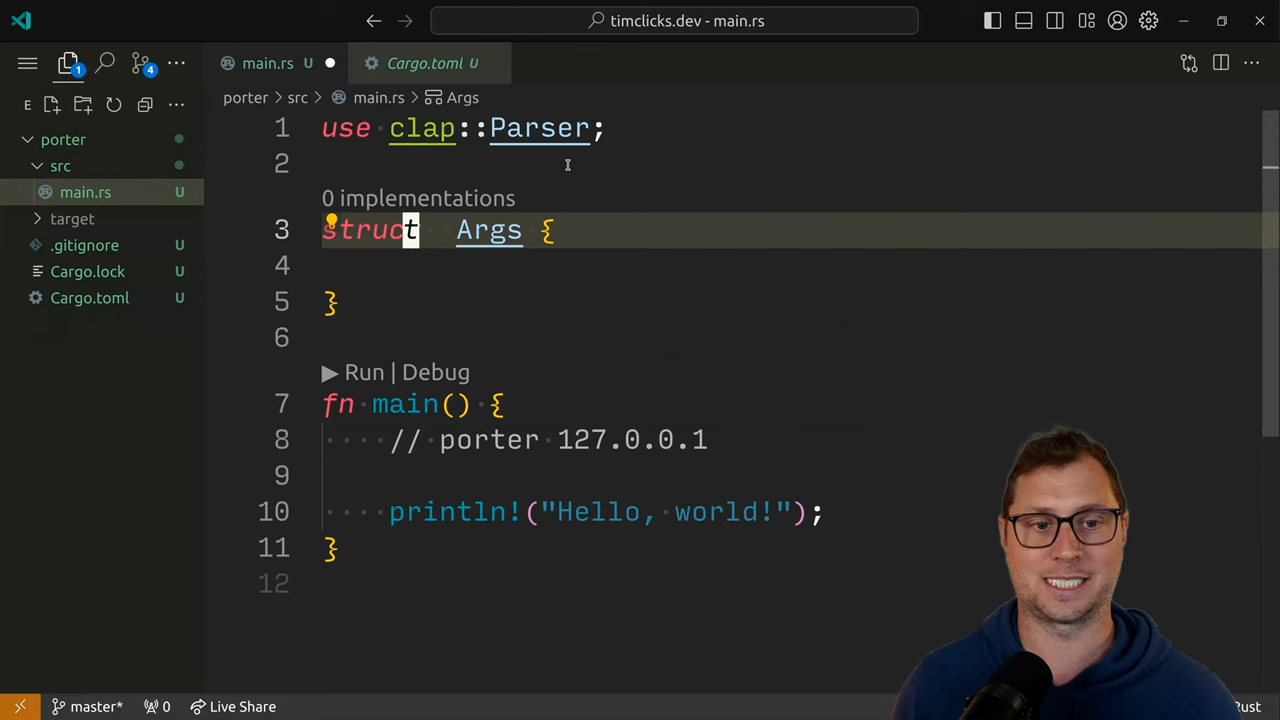 timclicks.dev - main.rs
main.rs U
Cargo.toml U
1
4
E
porter > src > main.rs > Args
porter
src
main.rs U
target
.gitignore U
Cargo.lock U
Cargo.toml U
1 use clap::Parser;
2
0 implementations
3 struct  Args {
4
5 }
6
▶ Run | Debug
7 fn main() {
8 // porter 127.0.0.1
9
10 println!("Hello, world!");
11 }
12
master* 0 Live Share Rust